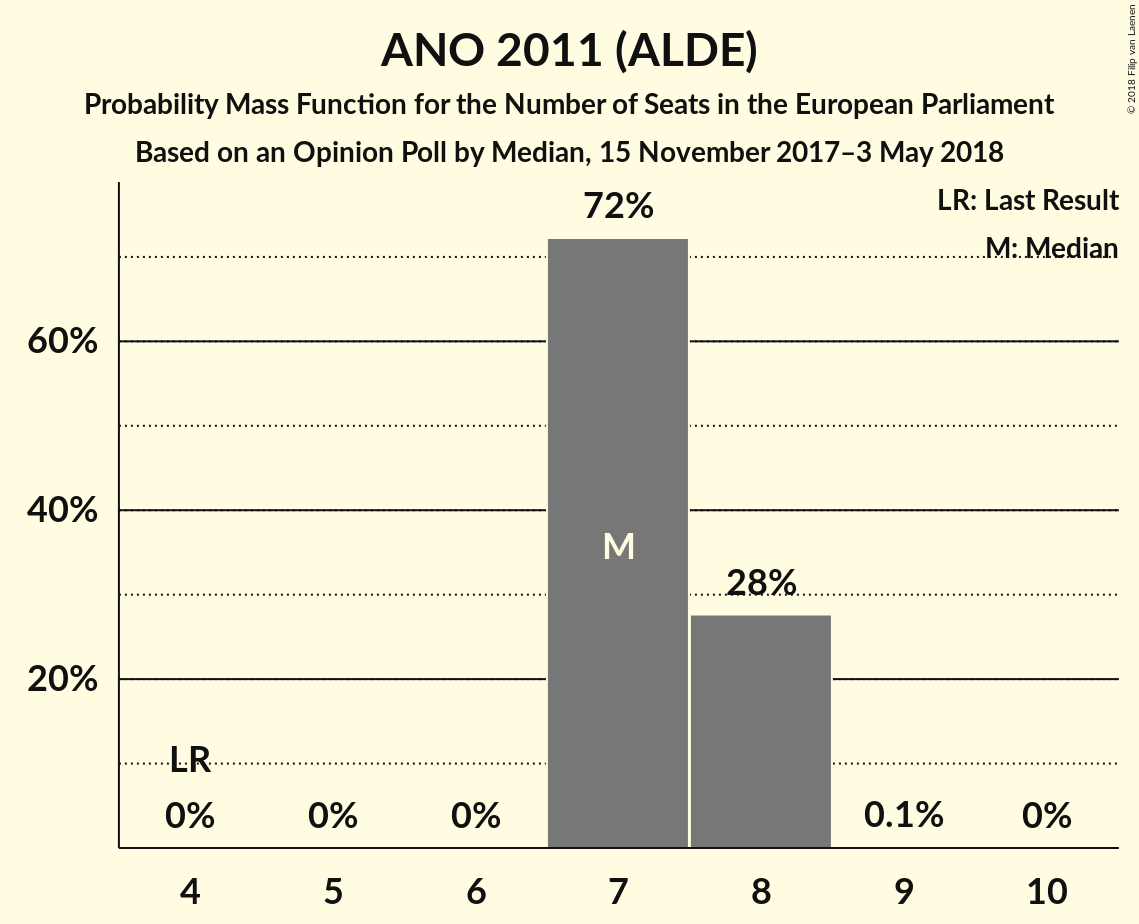 ANO 2011 (ALDE)
Probability Mass Function for the Number of Seats in the European Parliament
Based on an Opinion Poll by Median, 15 November 2017–3 May 2018
© 2018 Filip van Laenen
LR: Last Result
M: Median
72%
60%
40%
M
28%
20%
LR
0% 0% 0% 0.1% 0%
4 5 6 7 8 9 10